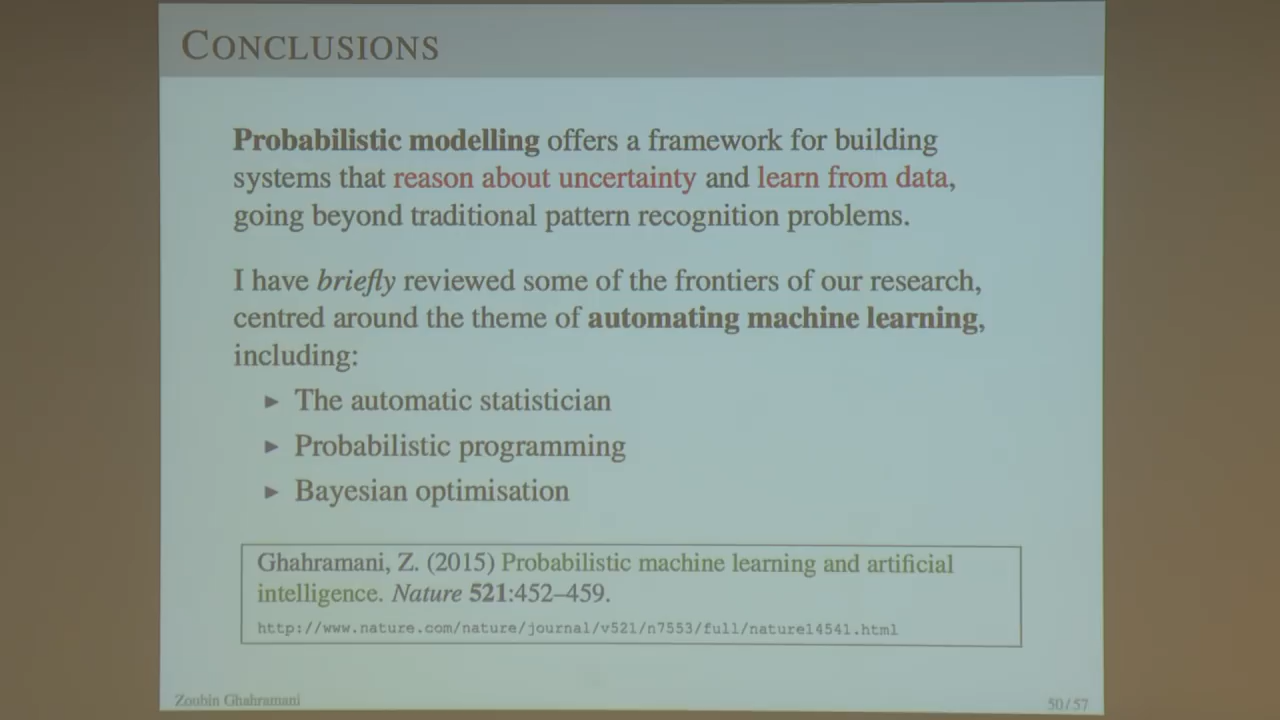 CONCLUSIONS
Probabilistic modelling offers a framework for building
systems that reason about uncertainty and learn from data,
going beyond traditional pattern recognition problems.
I have briefly reviewed some of the frontiers of our research,
centred around the theme of automating machine learning,
including:
► The automatic statistician
► Probabilistic programming
► Bayesian optimisation
Ghahramani, Z. (2015) Probabilistic machine learning and artificial
intelligence. Nature 521:452–459.
http://www.nature.com/nature/journal/v521/n7553/full/nature14541.html
Zoubin Ghahramani
50 / 57